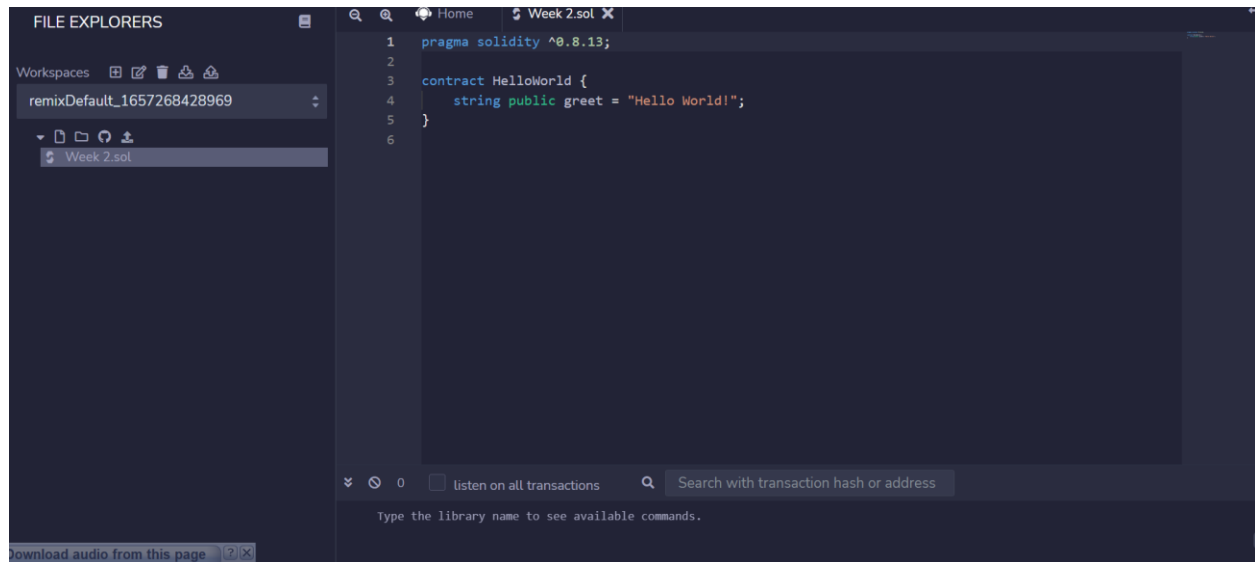 FILE EXPLORERS
Workspaces
remixDefault_1657268428969
Week 2.sol
Home
Week 2.sol
1 pragma solidity ^0.8.13;
2
3 contract HelloWorld {
4 string public greet = "Hello World!";
5 }
6
0 listen on all transactions Search with transaction hash or address
Type the library name to see available commands.
Download audio from this page ? X